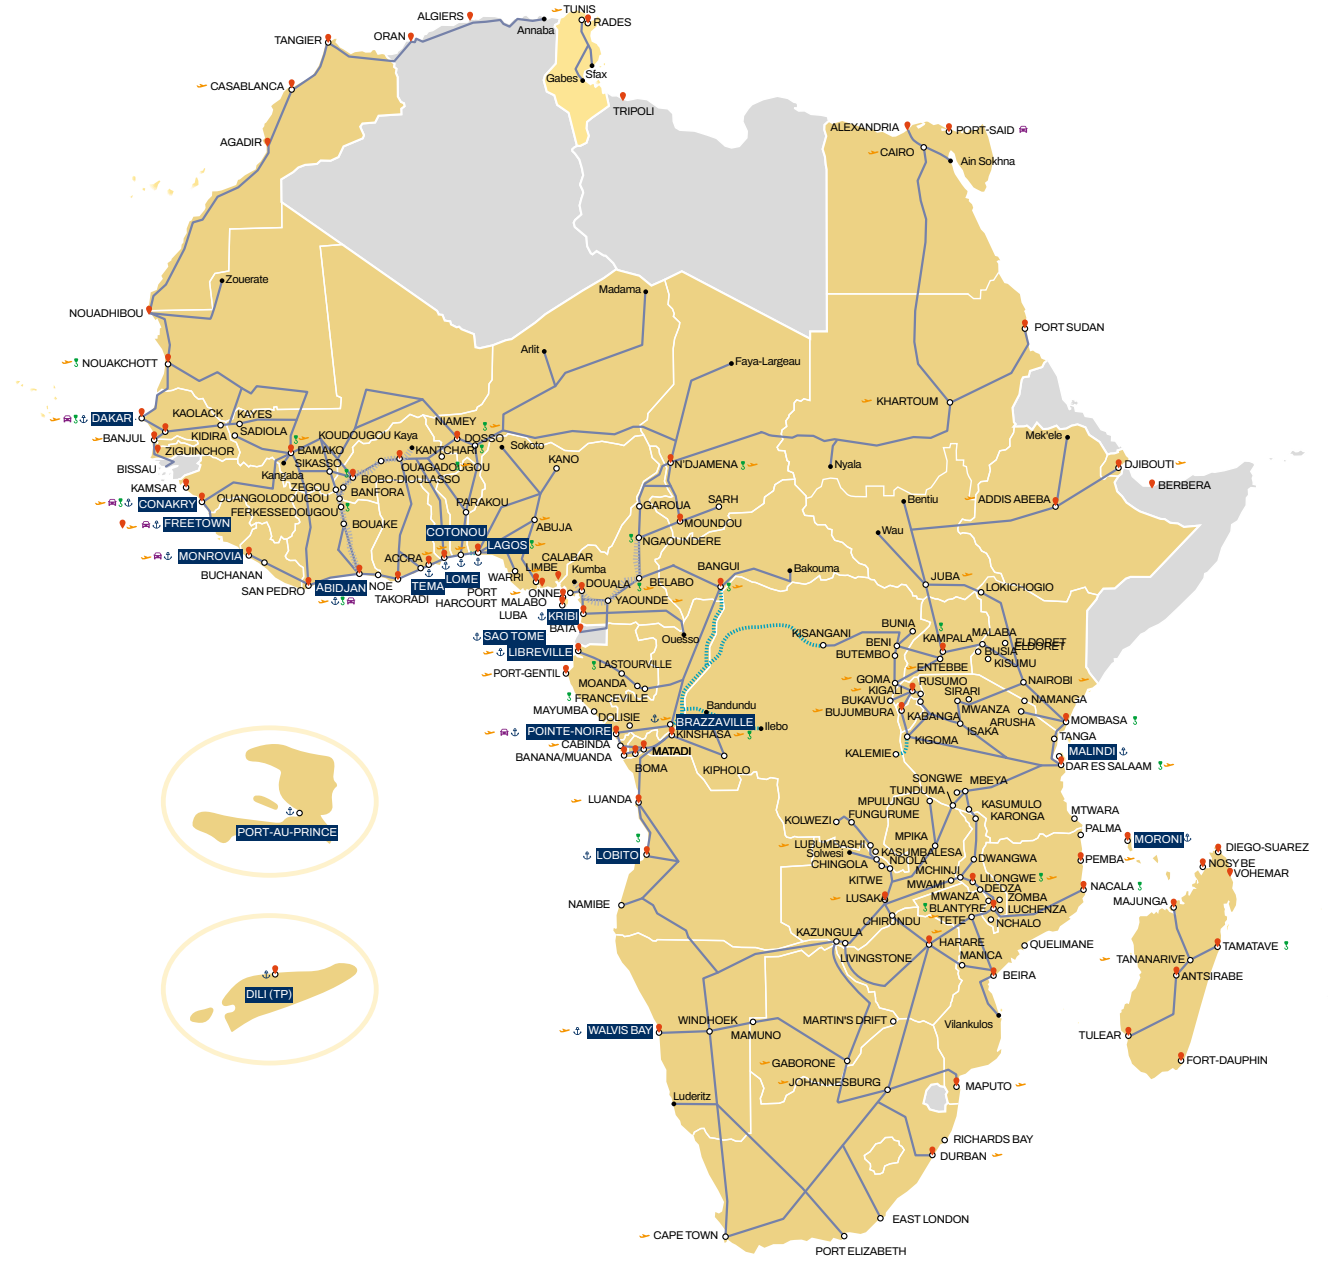 TUNIS
ALGIERS
RADES
Annaba
ORAN
TANGIER
Sfax
Gabes
CASABLANCA
TRIPOLI
ALEXANDRIA
PORT-SAID
AGADIR
CAIRO
Ain Sokhna
Zouerate
Madama
NOUADHIBOU
PORT SUDAN
Arlit
NOUAKCHOTT
Faya-Largeau
KHARTOUM
DAKAR
KAOLACK
KAYES
NIAMEY
SADIOLA
KIDIRA
BANJUL
KOUDOUGOU
Kaya
DOSSO
Mek'ele
ZIGUINCHOR
BAMAKO
KANTCHARI
Sokoto
KANO
N'DJAMENA
Nyala
DJIBOUTI
BISSAU
SIKASSO
OUAGADOUGOU
Kangaba
BOBO-DIOULASSO
BERBERA
KAMSAR
ZEGOU
BANFORA
CONAKRY
OUANGOLODOUGOU
PARAKOU
GAROUA
SARH
Bentiu
ADDIS ABEBA
FERKESSEDOUGOU
FREETOWN
BOUAKE
ABUJA
MOUNDOU
COTONOU
Wau
LAGOS
NGAOUNDERE
MONROVIA
ACCRA
CALABAR
LIMBE
Kumba
BANGUI
Bakouma
BUCHANAN
LOME
WARRI
DOUALA
BELABO
JUBA
SAN PEDRO
ABIDJAN
NOE
TEMA
PORT
HARCOURT
ONNE
LOKICHOGIO
TAKORADI
MALABO
YAOUNDE
LUBA
KRIBI
BATA
SAO TOME
Ouesso
KISANGANI
BUNIA
KAMPALA
MALABA
ELDORET
ELDORET
LIBREVILLE
BENI
BUTEMBO
BUSIA
KISUMU
ENTEBBE
LASTOURVILLE
PORT-GENTIL
MOANDA
GOMA
RUSUMO
NAIROBI
KIGALI
SIRARI
FRANCEVILLE
BUKAVU
NAMANGA
MAYUMBA
Bandundu
BUJUMBURA
KABANGA
MWANZA
ARUSHA
DOLISIE
BRAZZAVILLE
MOMBASA
POINTE-NOIRE
KINSHASA
Ilebo
ISAKA
TANGA
CABINDA
MATADI
KIGOMA
MALINDI
BANANA/MUANDA
KALEMIE
BOMA
KIPHOLO
DAR ES SALAAM
SONGWE
MBEYA
TUNDUMA
LUANDA
MPULUNGU
KASUMULO
FUNGURUME
KARONGA
MTWARA
KOLWEZI
PALMA
MPIKA
LUBUMBASHI
MORONI
PORT-AU-PRINCE
KASUMBALESA
Solwesi
LOBITO
CHINGOLA
NDOLA
DWANGWA
PEMBA
DIEGO-SUAREZ
NOSY BE
MCHINJI
VOHEMAR
KITWE
MWAMI
LILONGWE
DEDZA
NACALA
LUSAKA
MWANZA
ZOMBA
MAJUNGA
NAMIBE
BLANTYRE
LUCHENZA
CHIRUNDU
TETE
NCHALO
KAZUNGULA
HARARE
QUELIMANE
TAMATAVE
LIVINGSTONE
MANICA
TANANARIVE
BEIRA
ANTSIRABE
DILI (TP)
WINDHOEK
MARTIN'S DRIFT
Vilankulos
WALVIS BAY
MAMUNO
TULEAR
GABORONE
FORT-DAUPHIN
JOHANNESBURG
MAPUTO
Luderitz
RICHARDS BAY
DURBAN
EAST LONDON
CAPE TOWN
PORT ELIZABETH